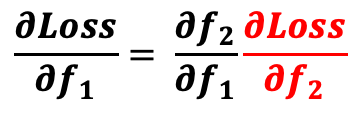 ∂Loss/∂f₁ = ∂f₂/∂f₁ ∂Loss/∂f₂